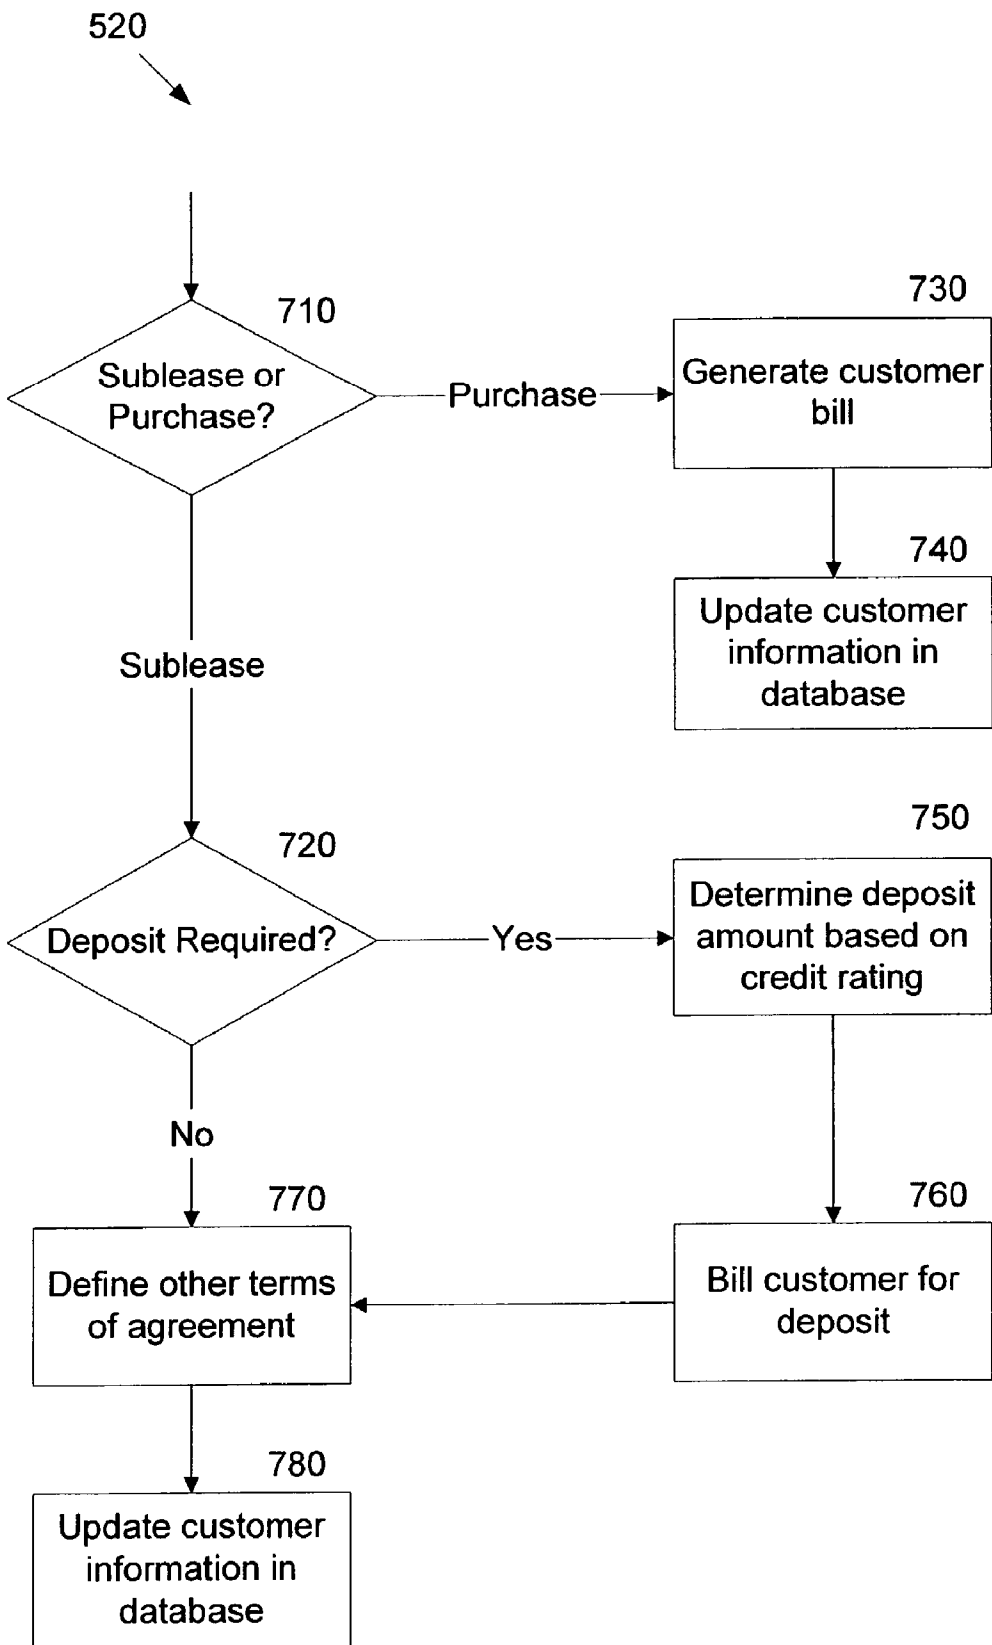 520
710
Sublease or
Purchase?
Purchase
730
Generate customer
bill
740
Update customer
information in
database
Sublease
720
Deposit Required?
Yes
750
Determine deposit
amount based on
credit rating
No
770
Define other terms
of agreement
760
Bill customer for
deposit
780
Update customer
information in
database